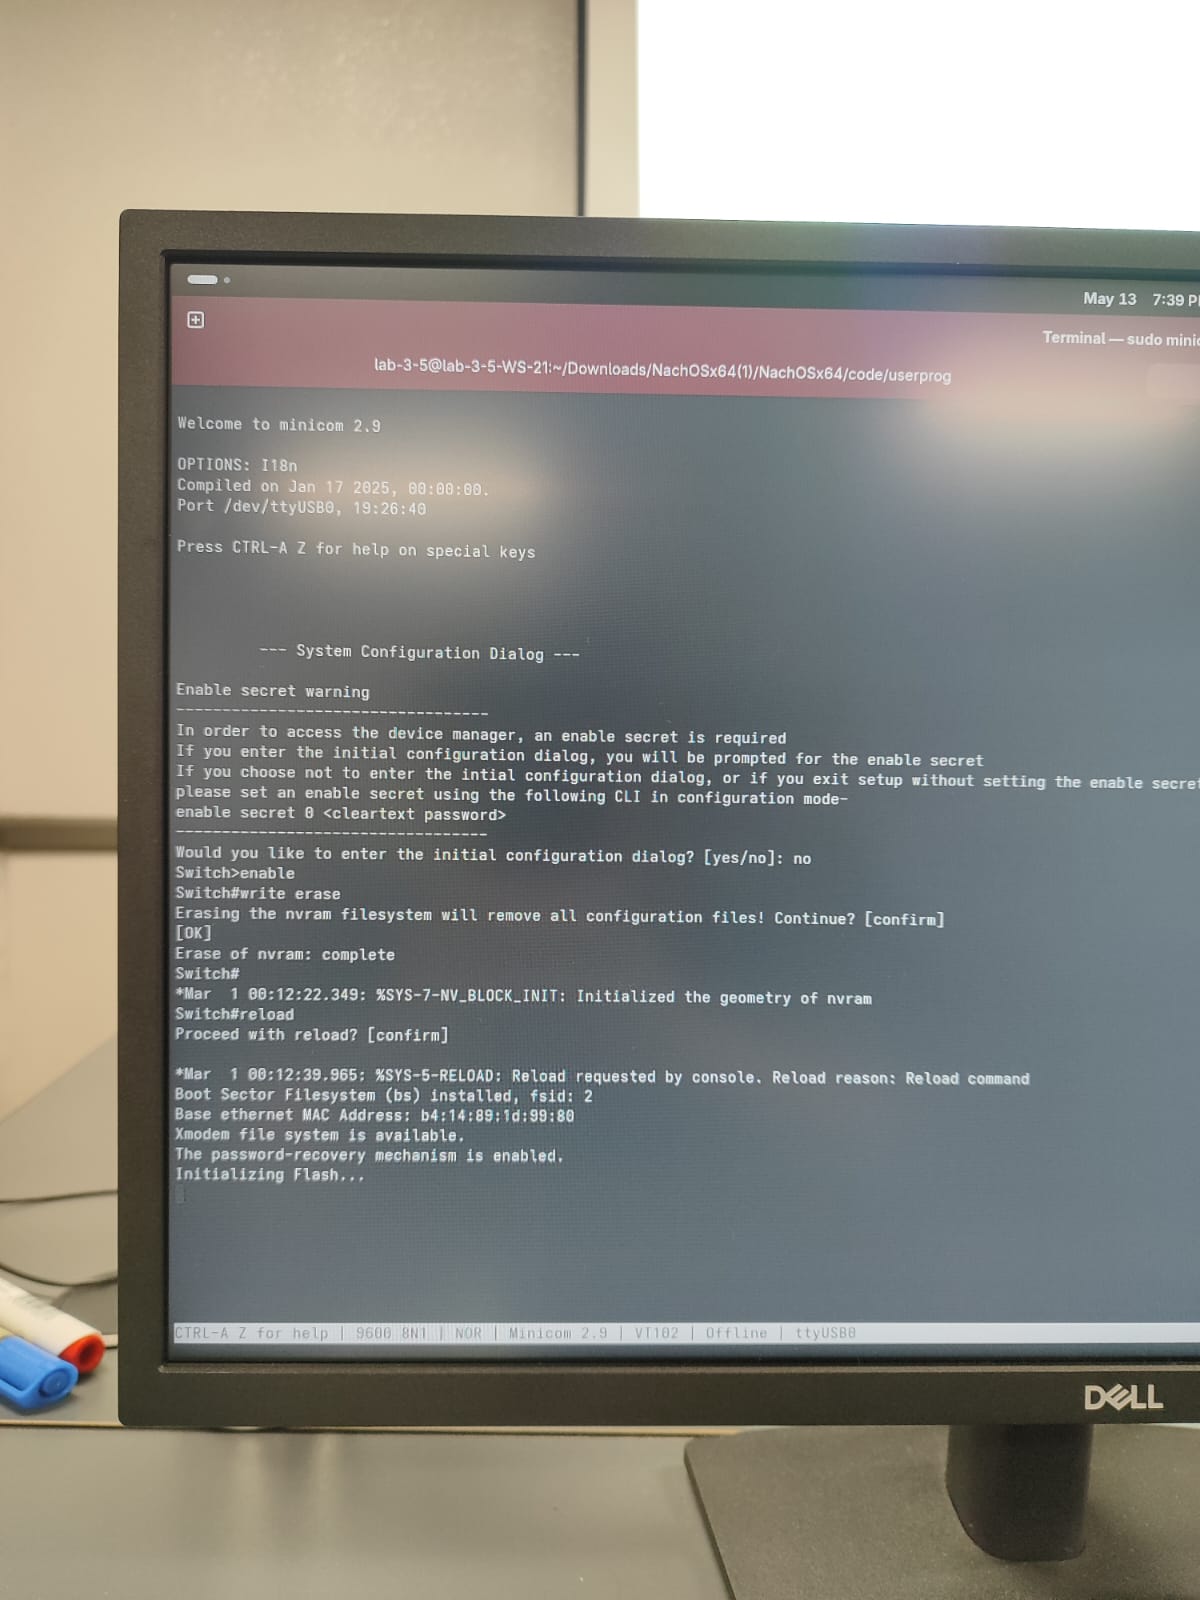 May 13 7:39
Terminal — sudo
lab-3-5@lab-3-5-WS-21:~/Downloads/NachOSx64(1)/NachOSx64/code/userprog
Welcome to minicom 2.9
OPTIONS: I18n
Compiled on Jan 17 2025, 00:00:00.
Port /dev/ttyUSB0, 19:26:40
Press CTRL-A Z for help on special keys
--- System Configuration Dialog ---
Enable secret warning
----------------------------------
In order to access the device manager, an enable secret is required
If you enter the initial configuration dialog, you will be prompted for the enable secret
If you choose not to enter the intial configuration dialog, or if you exit setup without setting the enable secret
please set an enable secret using the following CLI in configuration mode-
enable secret 0 <cleartext password>
----------------------------------
Would you like to enter the initial configuration dialog? [yes/no]: no
Switch>enable
Switch#write erase
Erasing the nvram filesystem will remove all configuration files! Continue? [confirm]
[OK]
Erase of nvram: complete
Switch#
*Mar  1 00:12:22.349: %SYS-7-NV_BLOCK_INIT: Initialized the geometry of nvram
Switch#reload
Proceed with reload? [confirm]
*Mar  1 00:12:39.965: %SYS-5-RELOAD: Reload requested by console. Reload reason: Reload command
Boot Sector Filesystem (bs) installed, fsid: 2
Base ethernet MAC Address: b4:14:89:1d:99:80
Xmodem file system is available.
The password-recovery mechanism is enabled.
Initializing Flash...
CTRL-A Z for help | 9600 8N1 | NOR | Minicom 2.9 | VT102 | Offline | ttyUSB0
DELL